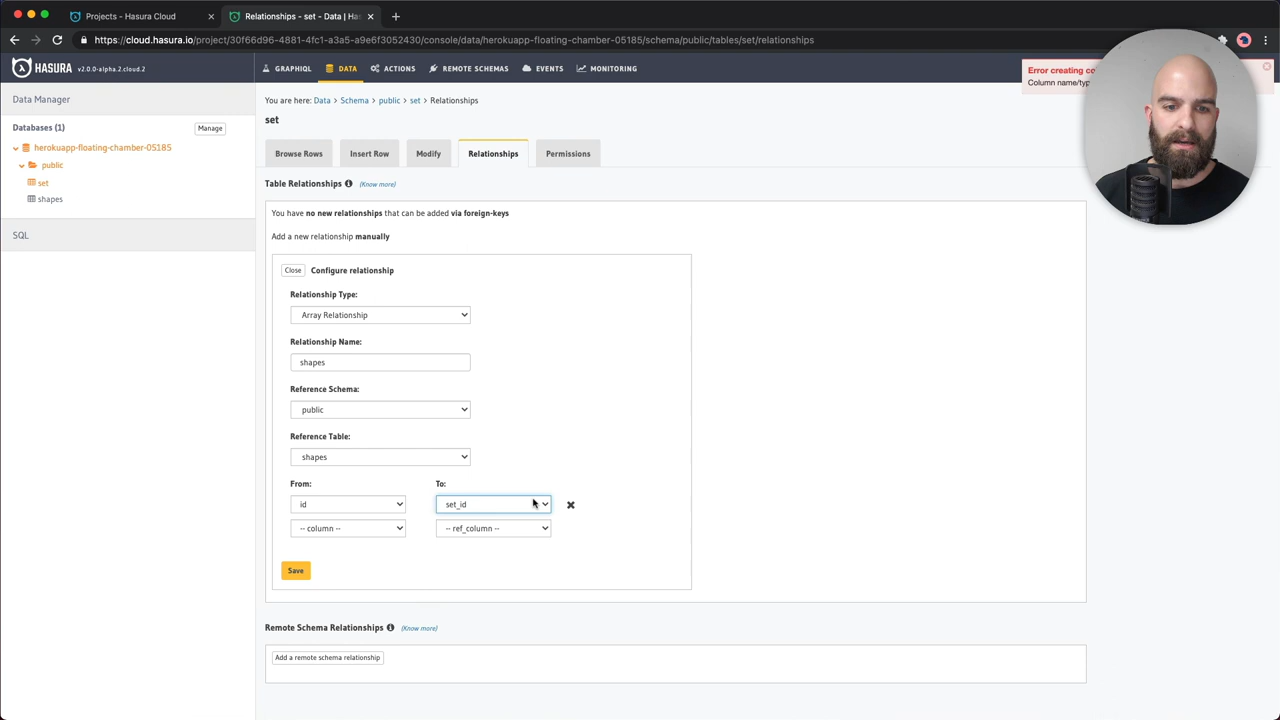 Projects - Hasura Cloud
Relationships - set - Data | Has
https://cloud.hasura.io/project/30f66d96-4881-4fc1-a3a5-a9e6f3052430/console/data/herokuapp-floating-chamber-05185/schema/public/tables/set/relationships
HASURA v2.0.0-alpha.2.cloud.2
GRAPHIQL DATA ACTIONS REMOTE SCHEMAS EVENTS MONITORING
Error creating
Column
Data Manager
You are here: Data > Schema > public > set > Relationships
set
Databases (1) Manage
herokuapp-floating-chamber-05185
public
set
shapes
SQL
Browse Rows Insert Row Modify Relationships Permissions
Table Relationships (Know more)
You have no new relationships that can be added via foreign-keys
Add a new relationship manually
Close Configure relationship
Relationship Type:
Array Relationship
Relationship Name:
shapes
Reference Schema:
public
Reference Table:
shapes
From: To:
id set_id
-- column -- -- ref_column --
Save
Remote Schema Relationships (Know more)
Add a remote schema relationship